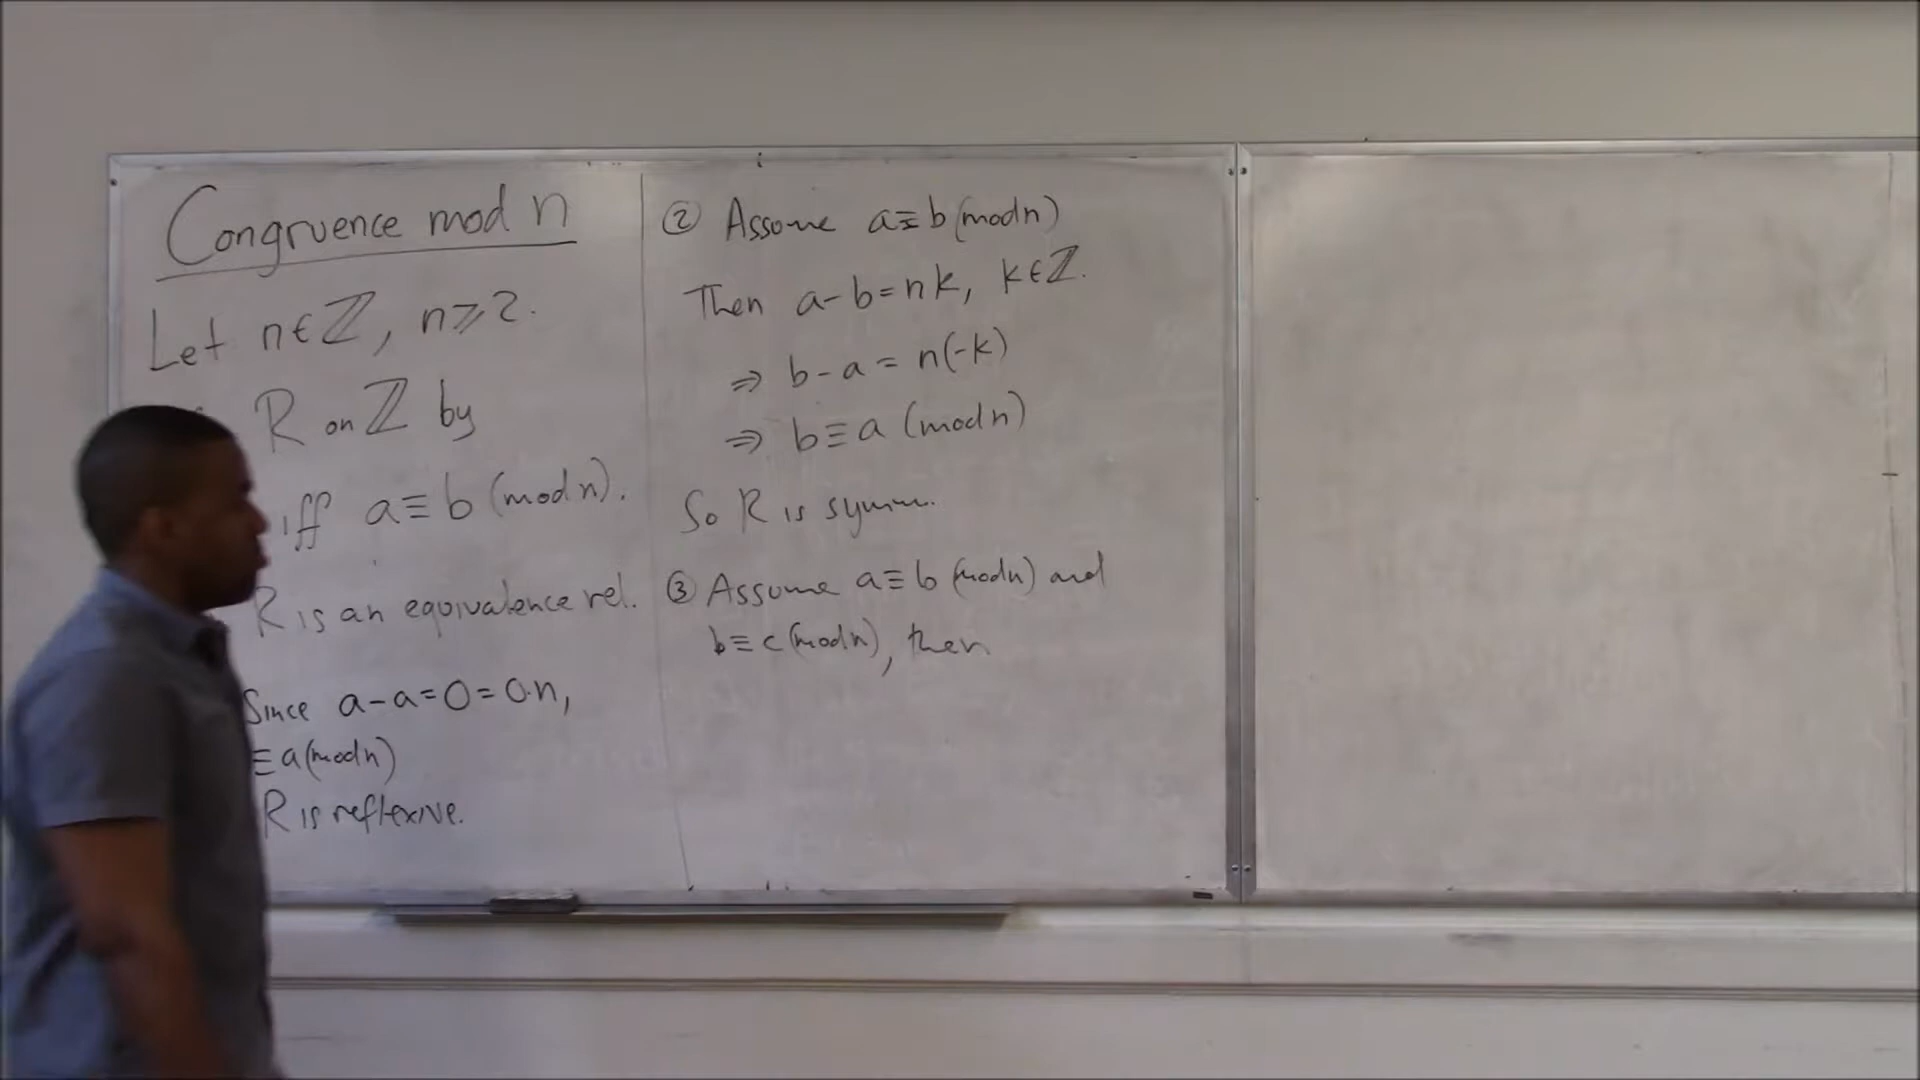 Congruence mod n
Let n∈ℤ, n⩾2.
R on ℤ by
iff a≡b (mod n).
R is an equivalence rel.
Since a-a=0=0·n,
≡a(mod n)
R is reflexive.
② Assume a≡b (mod n)
Then a-b=nk, k∈ℤ.
⇒ b-a=n(-k)
⇒ b≡a (mod n)
So R is symm.
③ Assume a≡b (mod n) and
b≡c (mod n), then